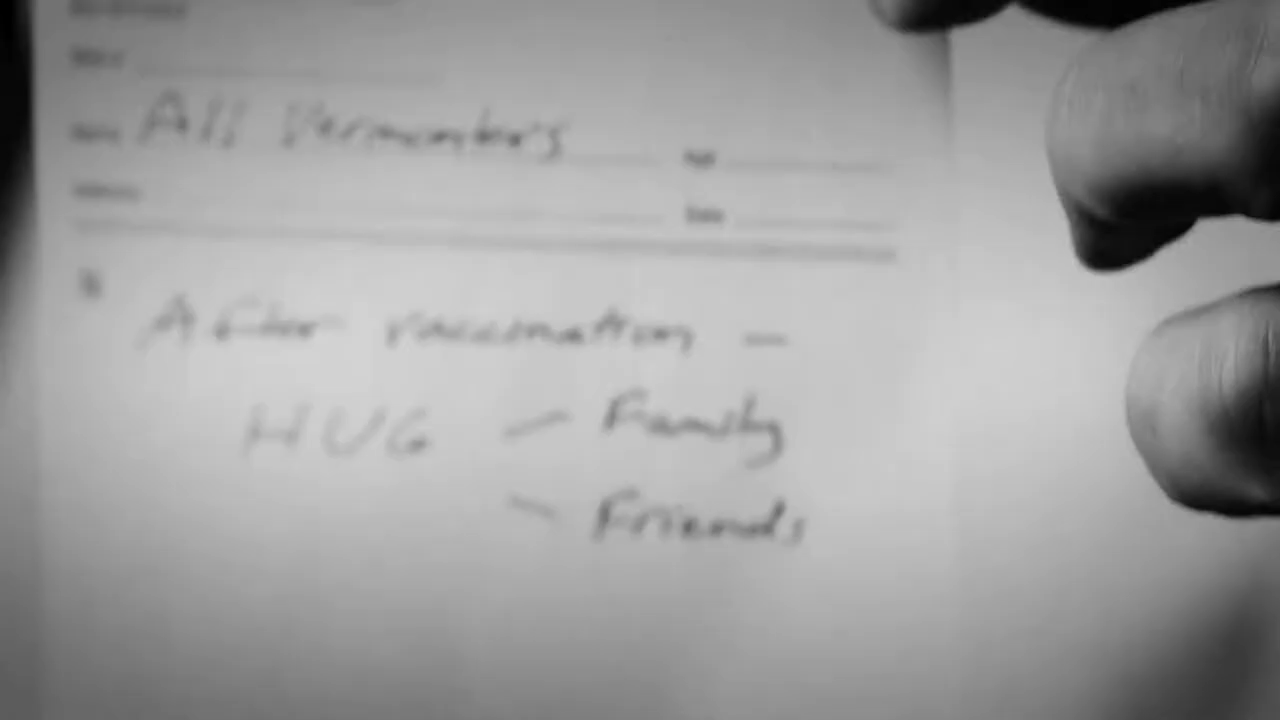 All Vermonters
After vaccination -
HUG - Family
- Friends